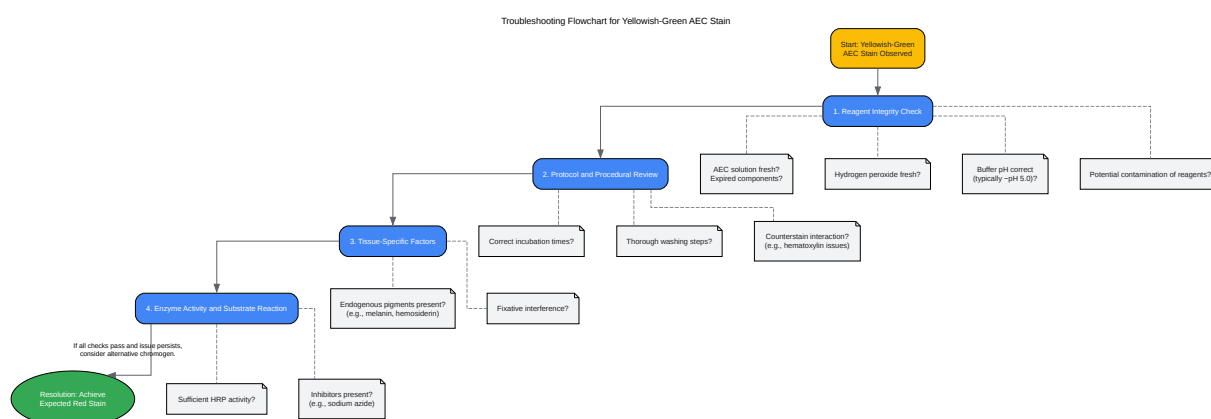 Troubleshooting Flowchart for Yellowish-Green AEC Stain
Start: Yellowish-Green
AEC Stain Observed
1. Reagent Integrity Check
AEC solution fresh?
Expired components?
Hydrogen peroxide fresh?
Buffer pH correct
(typically ~pH 5.0)?
Potential contamination of reagents?
2. Protocol and Procedural Review
Correct incubation times?
Thorough washing steps?
Counterstain interaction?
(e.g., hematoxylin issues)
3. Tissue-Specific Factors
Endogenous pigments present?
(e.g., melanin, hemosiderin)
Fixative interference?
4. Enzyme Activity and Substrate Reaction
If all checks pass and issue persists,
consider alternative chromogen.
Sufficient HRP activity?
Inhibitors present?
(e.g., sodium azide)
Resolution: Achieve
Expected Red Stain